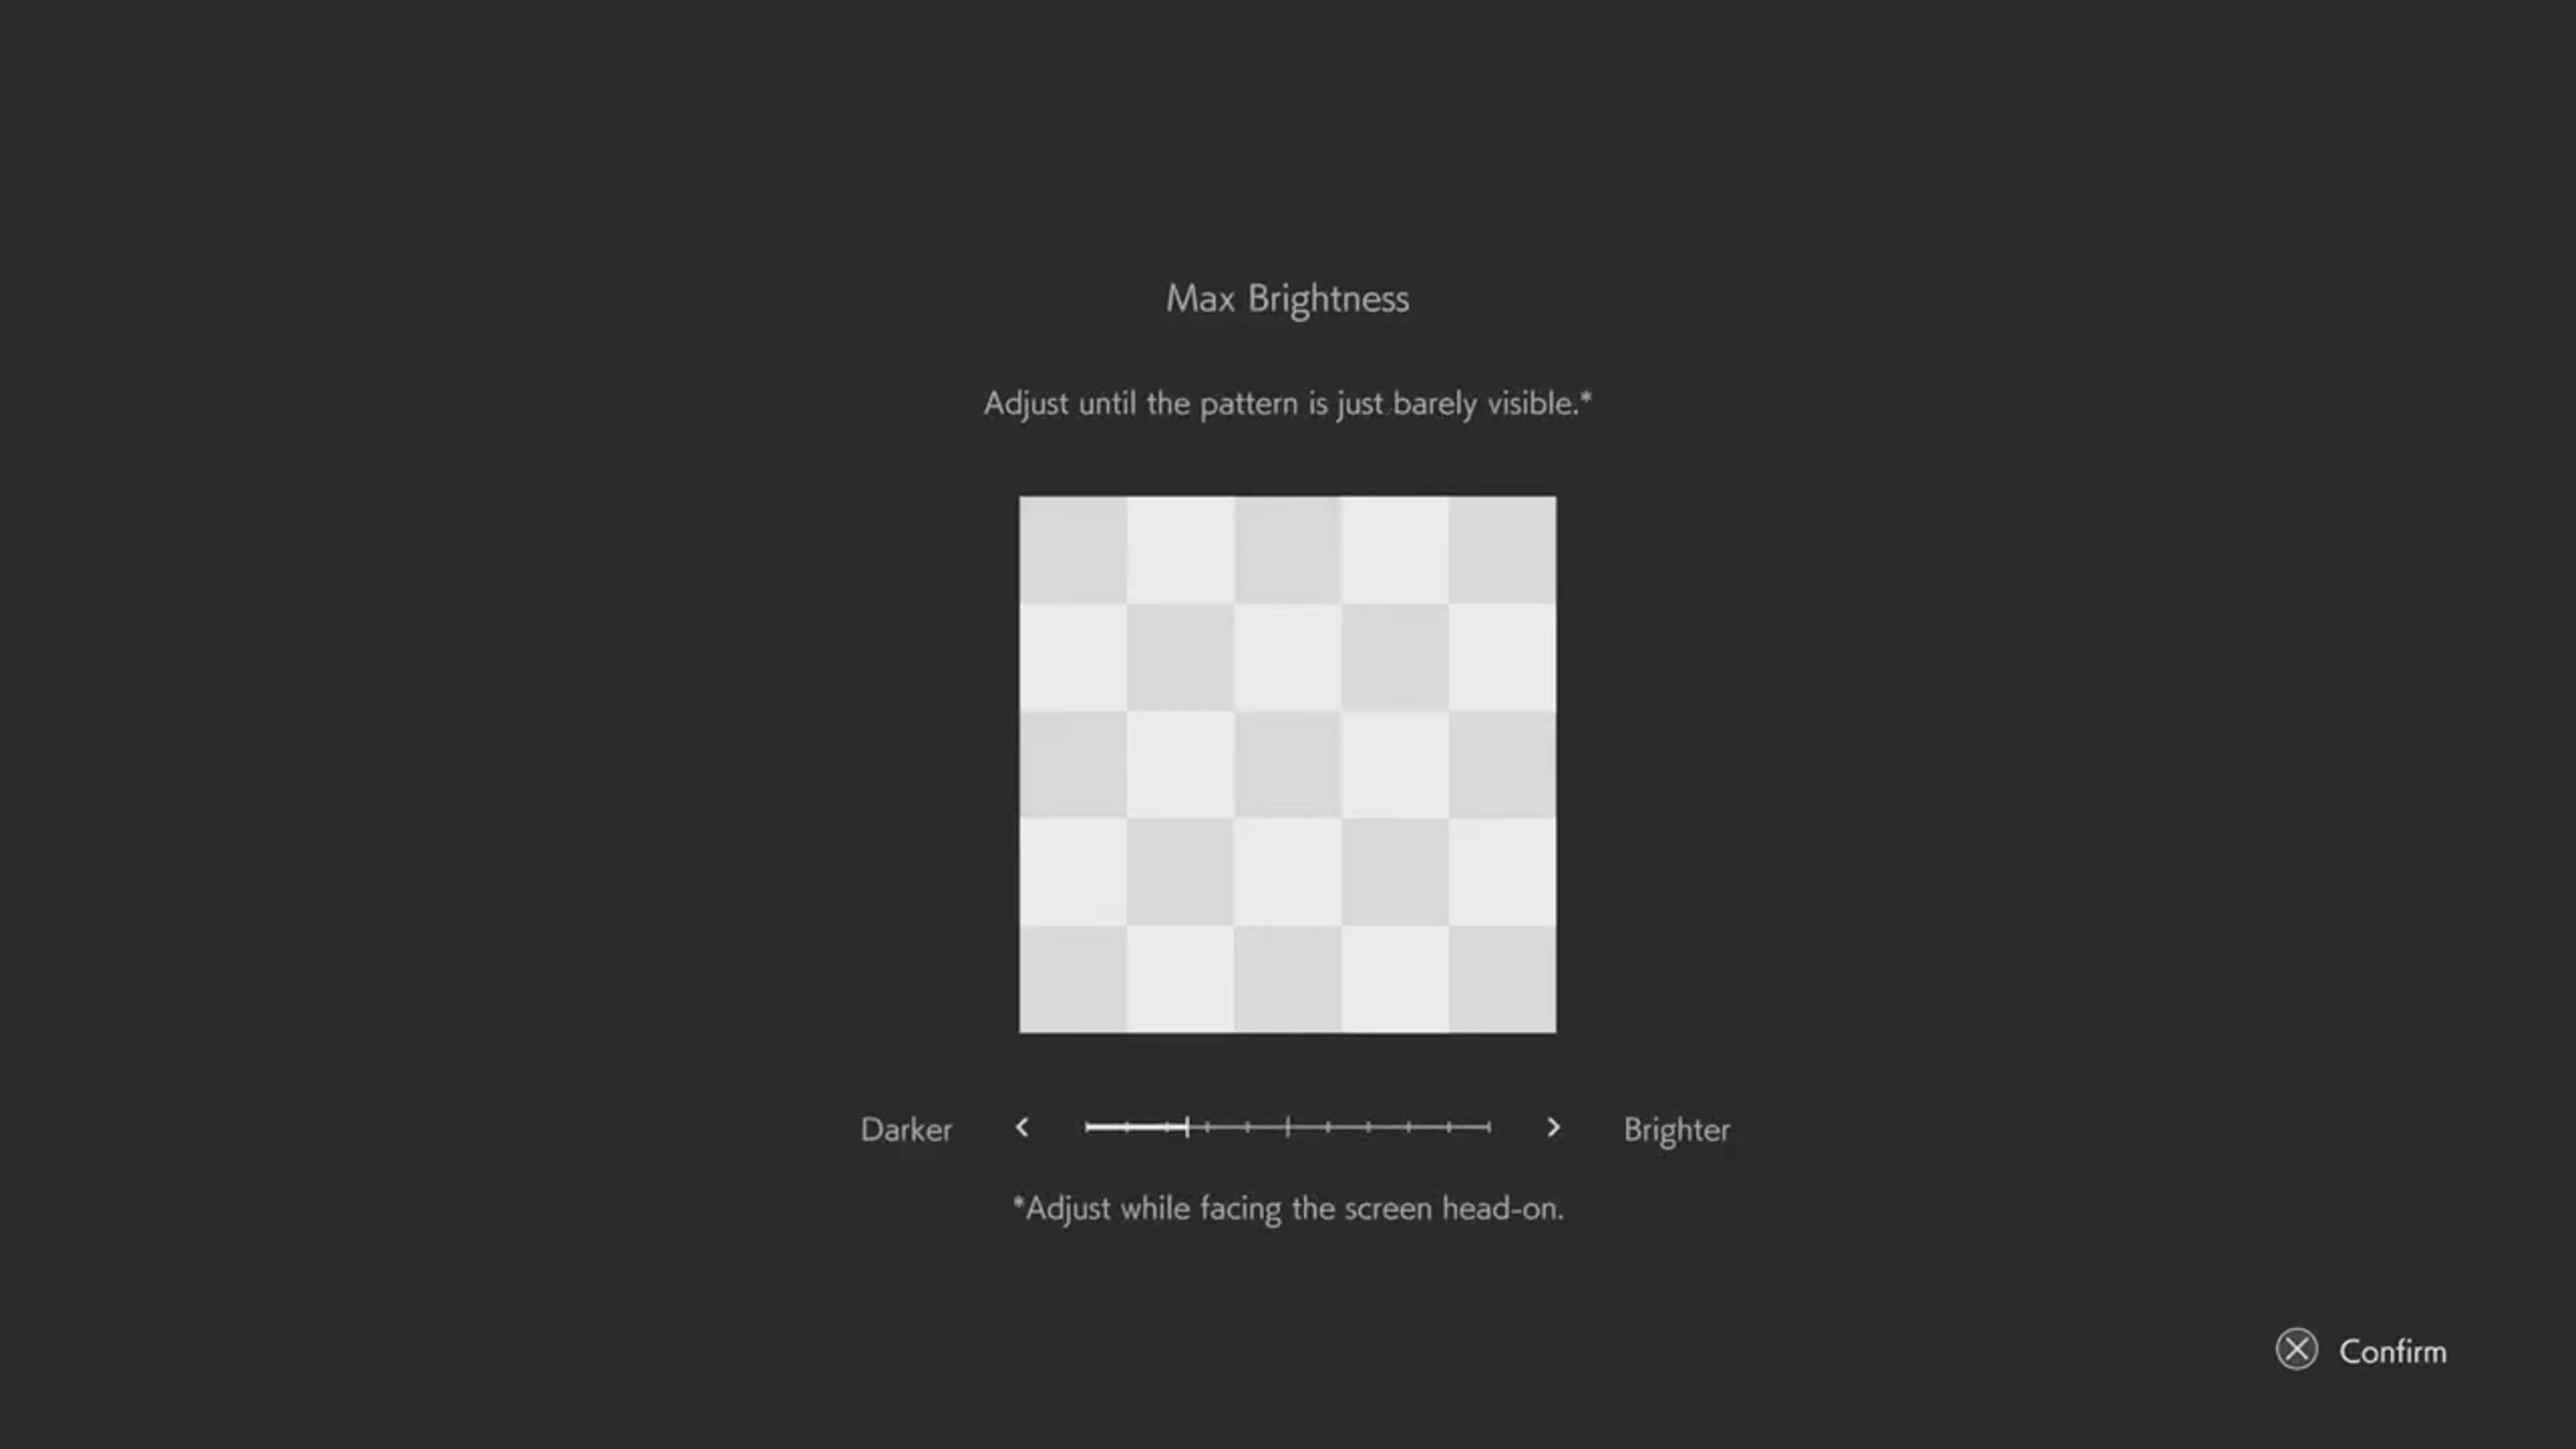 Max Brightness
Adjust until the pattern is just barely visible.*
Darker
Brighter
*Adjust while facing the screen head-on.
Confirm